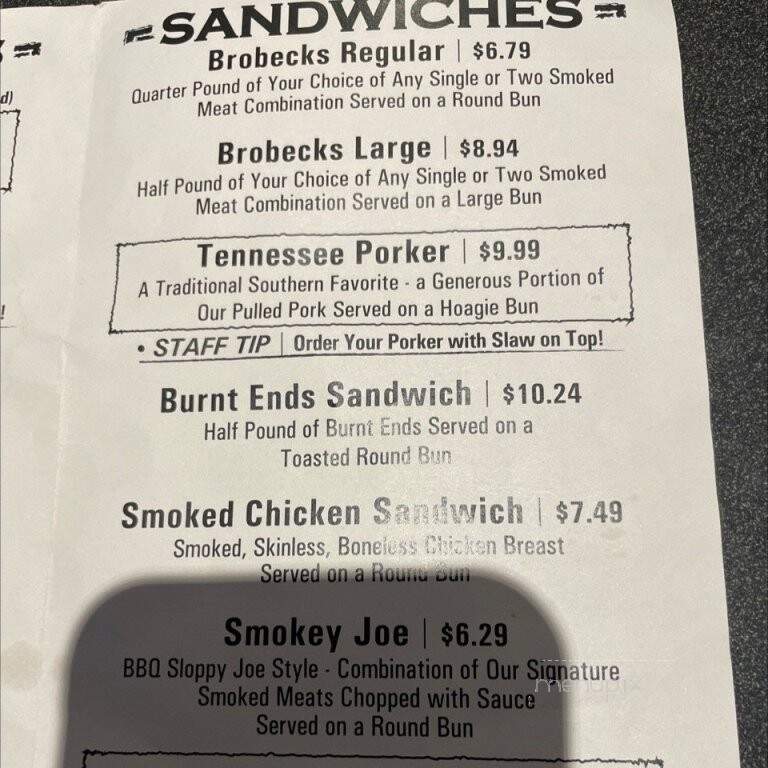 SANDWICHES
Brobecks Regular | $6.79
Quarter Pound of Your Choice of Any Single or Two Smoked
Meat Combination Served on a Round Bun
Brobecks Large | $8.94
Half Pound of Your Choice of Any Single or Two Smoked
Meat Combination Served on a Large Bun
Tennessee Porker | $9.99
A Traditional Southern Favorite - a Generous Portion of
Our Pulled Pork Served on a Hoagie Bun
• STAFF TIP | Order Your Porker with Slaw on Top!
Burnt Ends Sandwich | $10.24
Half Pound of Burnt Ends Served on a
Toasted Round Bun
Smoked Chicken Sandwich | $7.49
Smoked, Skinless, Boneless Chicken Breast
Served on a Round Bun
Smokey Joe | $6.29
BBQ Sloppy Joe Style - Combination of Our Signature
Smoked Meats Chopped with Sauce
Served on a Round Bun
d)
!